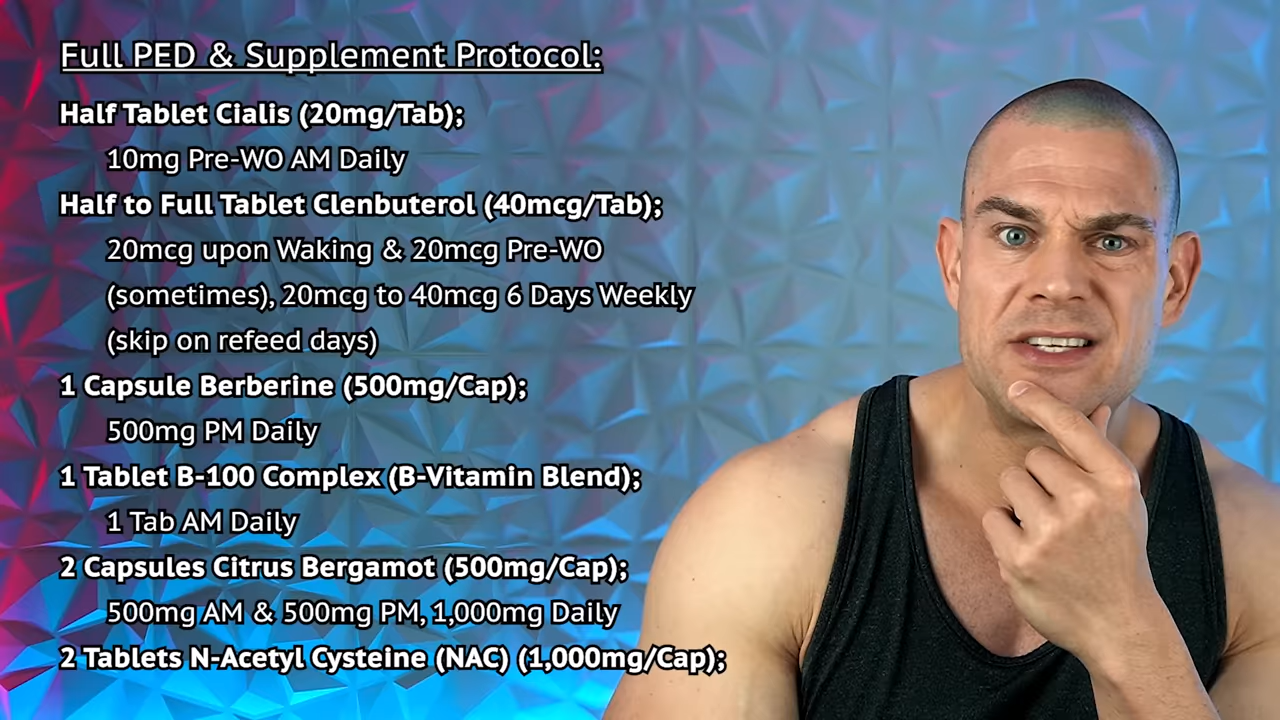 Full PED & Supplement Protocol:
Half Tablet Cialis (20mg/Tab);
10mg Pre-WO AM Daily
Half to Full Tablet Clenbuterol (40mcg/Tab);
20mcg upon Waking & 20mcg Pre-WO
(sometimes), 20mcg to 40mcg 6 Days Weekly
(skip on refeed days)
1 Capsule Berberine (500mg/Cap);
500mg PM Daily
1 Tablet B-100 Complex (B-Vitamin Blend);
1 Tab AM Daily
2 Capsules Citrus Bergamot (500mg/Cap);
500mg AM & 500mg PM, 1,000mg Daily
2 Tablets N-Acetyl Cysteine (NAC) (1,000mg/Cap);